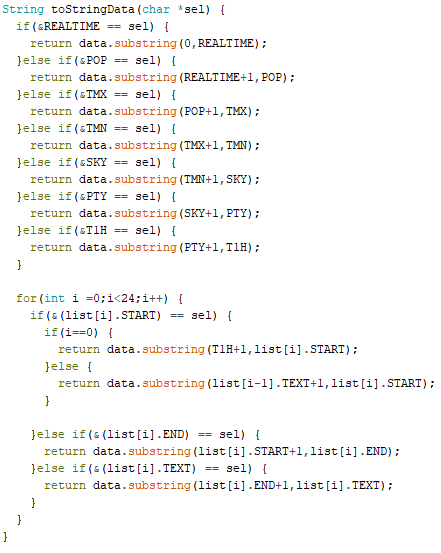 String toStringData(char *sel) {
  if(&REALTIME == sel) {
    return data.substring(0,REALTIME);
  }else if(&POP == sel) {
    return data.substring(REALTIME+1,POP);
  }else if(&TMX == sel) {
    return data.substring(POP+1,TMX);
  }else if(&TMN == sel) {
    return data.substring(TMX+1,TMN);
  }else if(&SKY == sel) {
    return data.substring(TMN+1,SKY);
  }else if(&PTY == sel) {
    return data.substring(SKY+1,PTY);
  }else if(&T1H == sel) {
    return data.substring(PTY+1,T1H);
  }

  for(int i =0;i<24;i++) {
    if(&(list[i].START) == sel) {
      if(i==0) {
        return data.substring(T1H+1,list[i].START);
      }else {
        return data.substring(list[i-1].TEXT+1,list[i].START);
      }

    }else if(&(list[i].END) == sel) {
      return data.substring(list[i].START+1,list[i].END);
    }else if(&(list[i].TEXT) == sel) {
      return data.substring(list[i].END+1,list[i].TEXT);
    }
  }
}